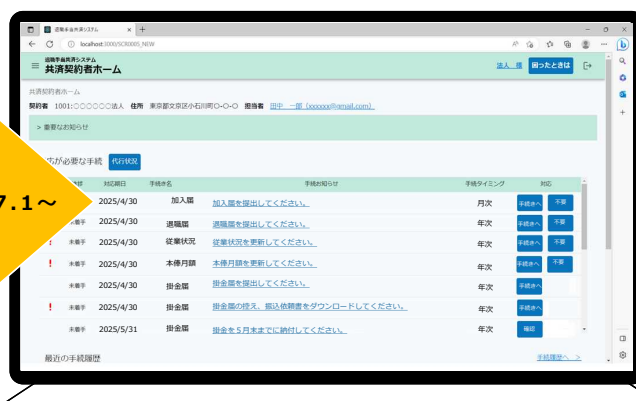 退職手当共済システム
localhost:3000/SCR0005_NEW
退職手当共済システム
共済契約者ホーム
法人 様 困ったときは
共済契約者ホーム
契約者 1001:○○○○○○法人 住所 東京都文京区小石川町○-○-○ 担当者 田中 一郎 (xxxxxx@gmail.com)
> 重要なお知らせ
が必要な手続 代行状況
対応期日 手続き名 手続お知らせ 手続タイミング 対応
7.1～
2025/4/30 加入届 加入届を提出してください。 月次 手続きへ 不要
未着手 2025/4/30 退職届 退職届を提出してください。 年次 手続きへ 不要
! 未着手 2025/4/30 従業状況 従業状況を更新してください。 年次 手続きへ 不要
! 未着手 2025/4/30 本俸月額 本俸月額を更新してください。 年次 手続きへ 不要
未着手 2025/4/30 掛金届 掛金届を提出してください。 年次 手続きへ
! 未着手 2025/4/30 掛金届 掛金届の控え、振込依頼書をダウンロードしてください。 年次 手続きへ
未着手 2025/5/31 掛金届 掛金を５月末までに納付してください。 年次 確認
最近の手続履歴 手続履歴へ >